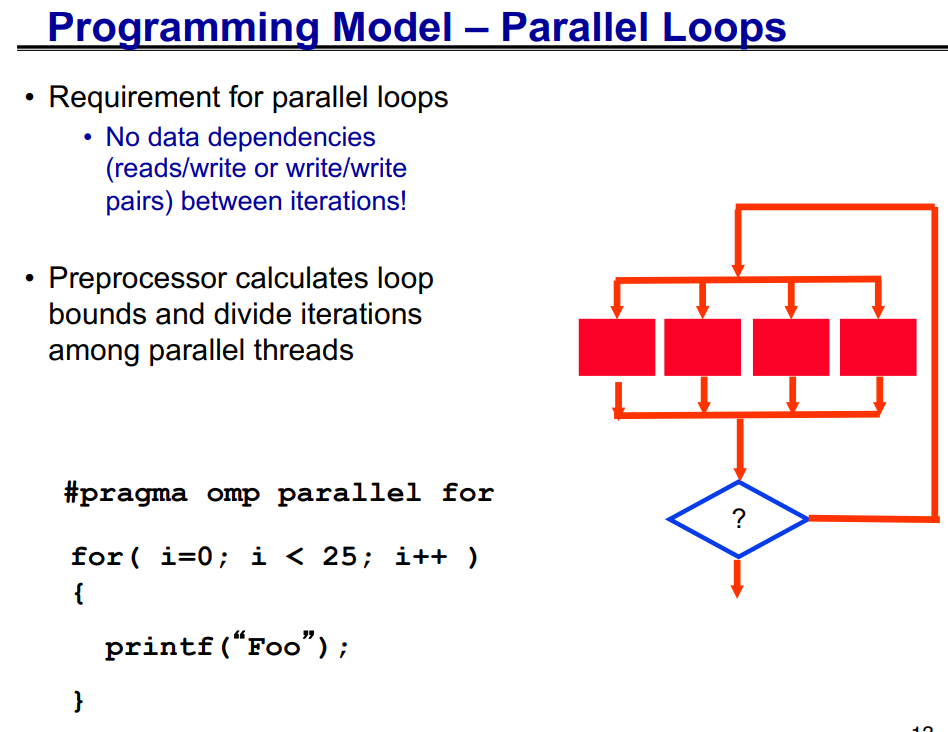 Programming Model – Parallel Loops
• Requirement for parallel loops
• No data dependencies
(reads/write or write/write
pairs) between iterations!
• Preprocessor calculates loop
bounds and divide iterations
among parallel threads
#pragma omp parallel for
for( i=0; i < 25; i++ )
{
printf(“Foo”);
}
?